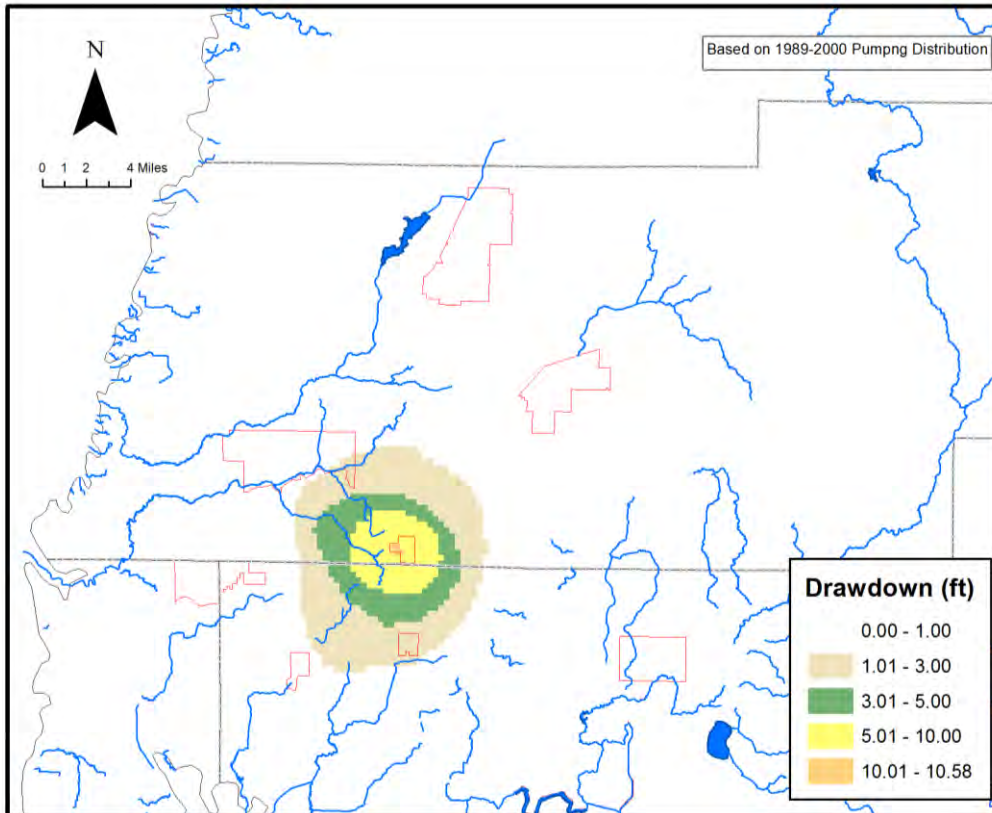 Based on 1989-2000 Pumpng Distribution
N
0 1 2 4 Miles
Drawdown (ft)
0.00 - 1.00
1.01 - 3.00
3.01 - 5.00
5.01 - 10.00
10.01 - 10.58